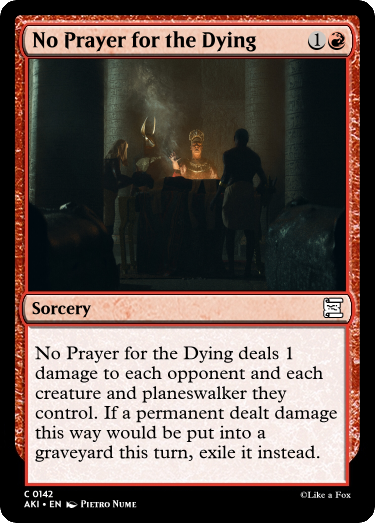 No Prayer for the Dying 1
Sorcery
No Prayer for the Dying deals 1
damage to each opponent and each
creature and planeswalker they
control. If a permanent dealt damage
this way would be put into a
graveyard this turn, exile it instead.
C 0142
AKI • EN Pietro Nume
©Like a Fox